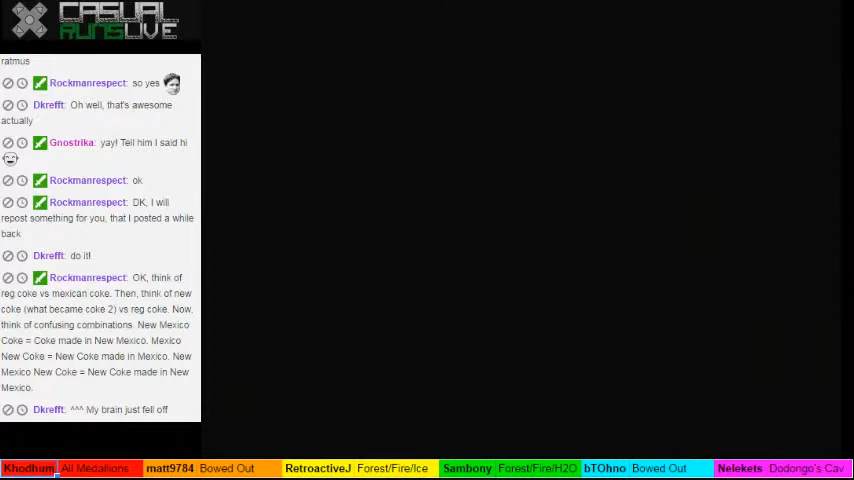 CASUAL
RUNSLIVE
ratmus
Rockmanrespect: so yes
Dkrefft: Oh well, that's awesome
actually
Gnostrika: yay! Tell him I said hi
Rockmanrespect: ok
Rockmanrespect: DK, I will
repost something for you, that I posted a while
back
Dkrefft: do it!
Rockmanrespect: OK, think of
reg coke vs mexican coke. Then, think of new
coke (what became coke 2) vs reg coke. Now,
think of confusing combinations. New Mexico
Coke = Coke made in New Mexico. Mexico
New Coke = New Coke made in Mexico. New
Mexico New Coke = New Coke made in New
Mexico.
Dkrefft: ^^^ My brain just fell off
Khodhum All Medallions matt9784 Bowed Out RetroactiveJ Forest/Fire/Ice Sambony Forest/Fire/H2O bTOhno Bowed Out Nelekets Dodongo's Cav